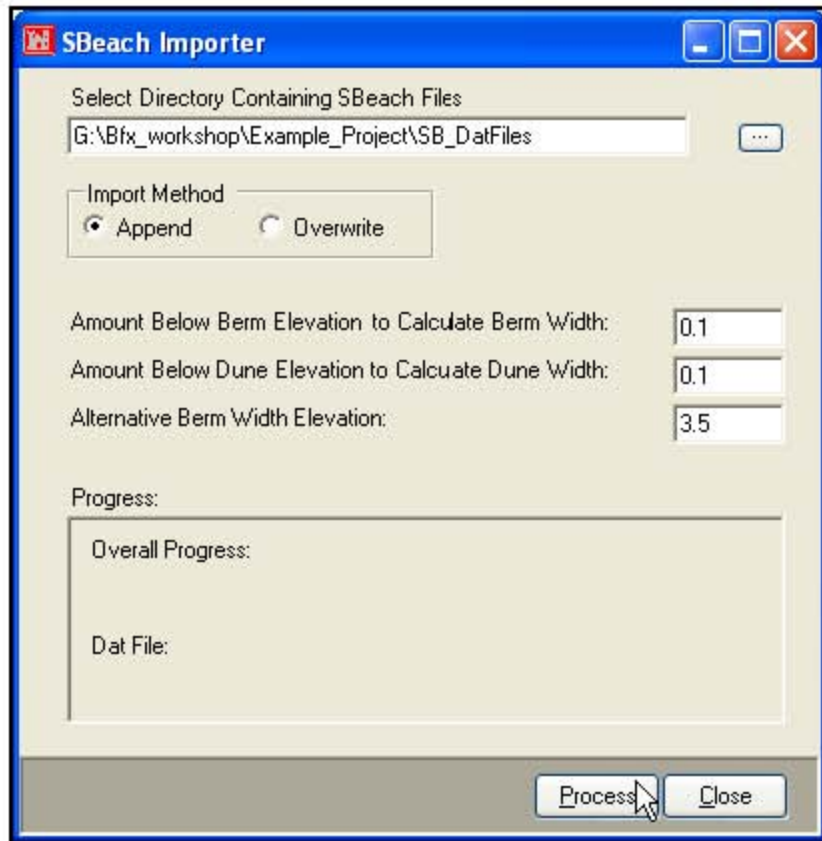 SBeach Importer
Select Directory Containing SBeach Files
G:\Bfx_workshop\Example_Project\SB_DatFiles
...
Import Method
Append Overwrite
Amount Below Berm Elevation to Calculate Berm Width: 0.1
Amount Below Dune Elevation to Calcuate Dune Width: 0.1
Alternative Berm Width Elevation: 3.5
Progress:
Overall Progress:
Dat File:
Process Close